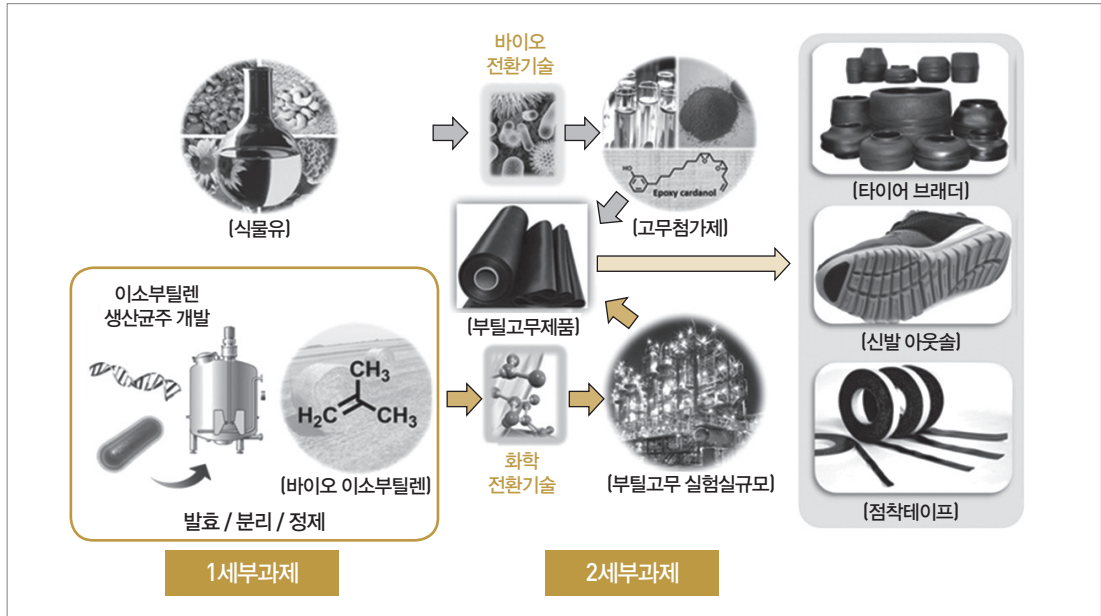 바이오
전환기술
(식물유)
HO
Epoxy cardanol
(고무첨가제)
(타이어 브래더)
이소부틸렌
생산균주 개발
(부틸고무제품)
(신발 아웃솔)
CH₃
H₂C
CH₃
(바이오 이소부틸렌)
발효 / 분리 / 정제
화학
전환기술
(부틸고무 실험실규모)
(점착테이프)
1세부과제
2세부과제